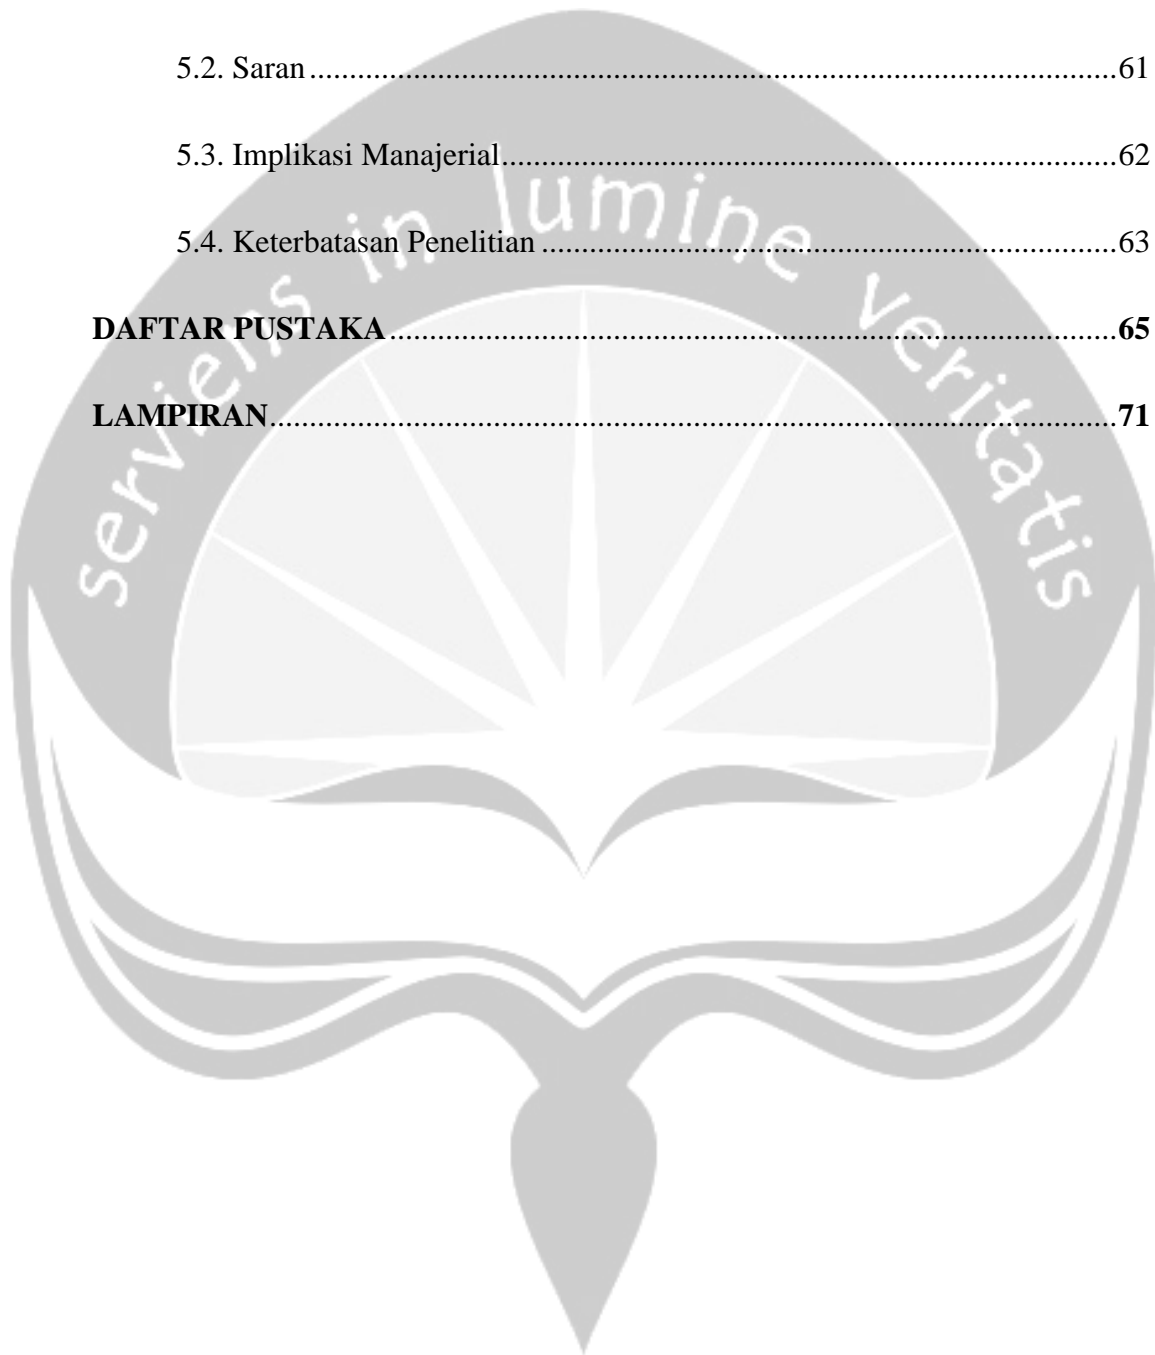 5.2. Saran....................................................................................................61
5.3. Implikasi Manajerial............................................................................62
5.4. Keterbatasan Penelitian.......................................................................63
DAFTAR PUSTAKA...........................................................................................65
LAMPIRAN..........................................................................................................71
serviens in lumine veritatis